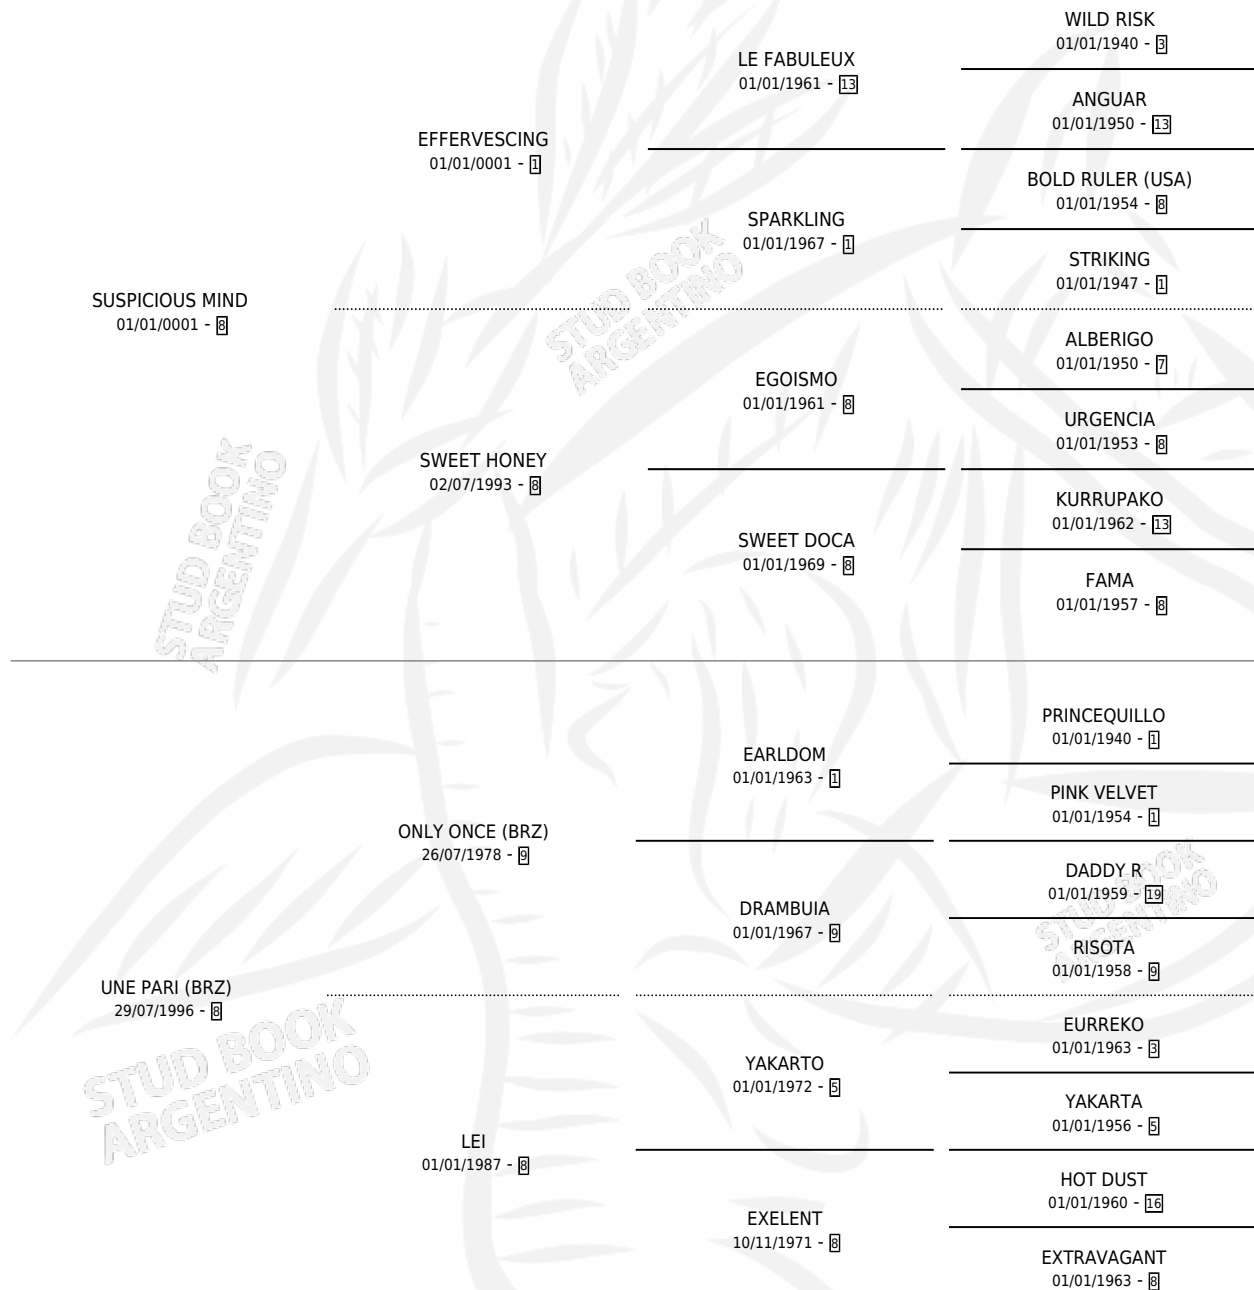 WILD RISK
01/01/1940 - 3
LE FABULEUX
01/01/1961 - 13
ANGUAR
01/01/1950 - 13
EFFERVESCING
01/01/0001 - 1
BOLD RULER (USA)
01/01/1954 - 8
SPARKLING
01/01/1967 - 1
STRIKING
01/01/1947 - 1
SUSPICIOUS MIND
01/01/0001 - 8
ALBERIGO
01/01/1950 - 7
EGOISMO
01/01/1961 - 8
URGENCIA
01/01/1953 - 8
SWEET HONEY
02/07/1993 - 8
KURRUPAKO
01/01/1962 - 13
SWEET DOCA
01/01/1969 - 8
FAMA
01/01/1957 - 8
PRINCEQUILLO
01/01/1940 - 1
EARLDOM
01/01/1963 - 1
PINK VELVET
01/01/1954 - 1
ONLY ONCE (BRZ)
26/07/1978 - 9
DADDY R
01/01/1959 - 19
DRAMBUIA
01/01/1967 - 9
RISOTA
01/01/1958 - 9
UNE PARI (BRZ)
29/07/1996 - 8
EURREKO
01/01/1963 - 3
YAKARTO
01/01/1972 - 5
YAKARTA
01/01/1956 - 5
LEI
01/01/1987 - 8
HOT DUST
01/01/1960 - 16
EXELENT
10/11/1971 - 8
EXTRAVAGANT
01/01/1963 - 8
STUD BOOK
ARGENTINO
STUD BOOK
ARGENTINO
STUD BOOK
ARGENTINO
STUD BOOK
ARGENTINO